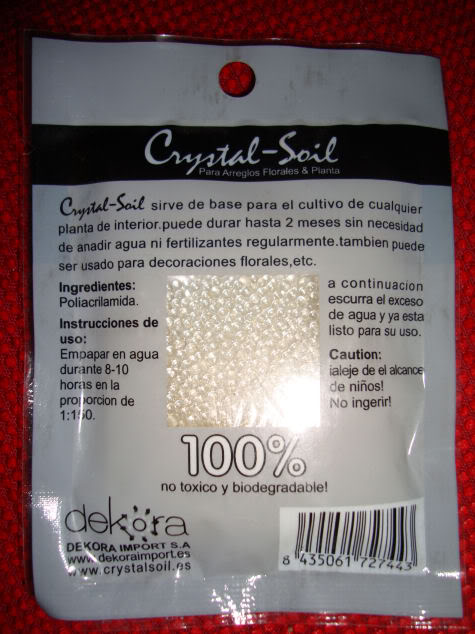 Crystal-Soil
Para Arreglos Florales & Planta
Crystal-Soil sirve de base para el cultivo de cualquier
planta de interior.puede durar hasta 2 meses sin necesidad
de anadir agua ni fertilizantes regularmente.tambien puede
ser usado para decoraciones florales,etc.
Ingredientes:
Poliacrilamida.
Instrucciones de
uso:
Empapar en agua
durante 8-10
horas en la
proporcion de
1:150.
a continuacion
escurra el exceso
de agua y ya esta
listo para su uso.
Caution:
¡aleje de el alcance
de niños!
No ingerir!
100%
no toxico y biodegradable!
dekora
DEKORA IMPORT S.A
www.dekoraimport.es
www.crystalsoil.es
8 435061 727443